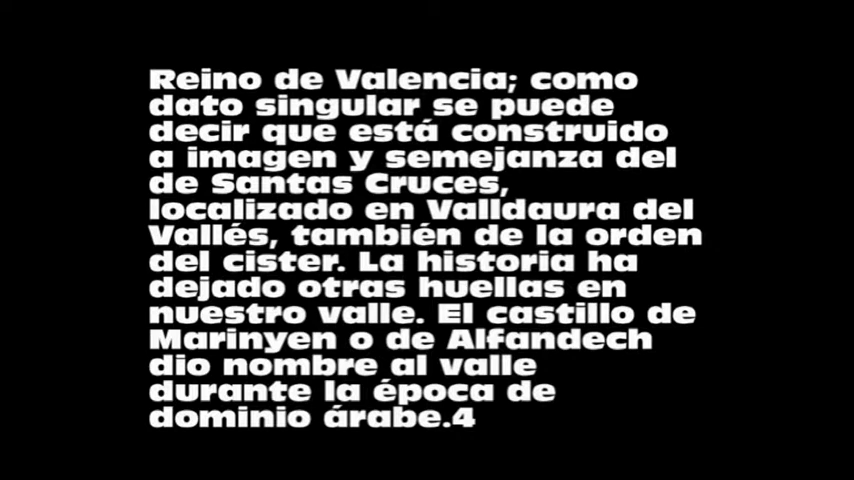 Reino de Valencia; como
dato singular se puede
decir que está construido
a imagen y semejanza del
de Santas Cruces,
localizado en Valldaura del
Vallés, también de la orden
del cister. La historia ha
dejado otras huellas en
nuestro valle. El castillo de
Marinyen o de Alfandech
dio nombre al valle
durante la época de
dominio árabe.4